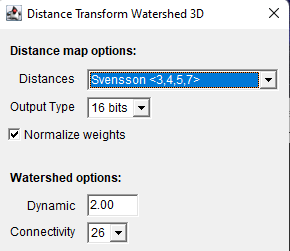 Distance Transform Watershed 3D
Distance map options:
Distances Svensson <3,4,5,7>
Output Type 16 bits
Normalize weights
Watershed options:
Dynamic 2.00
Connectivity 26